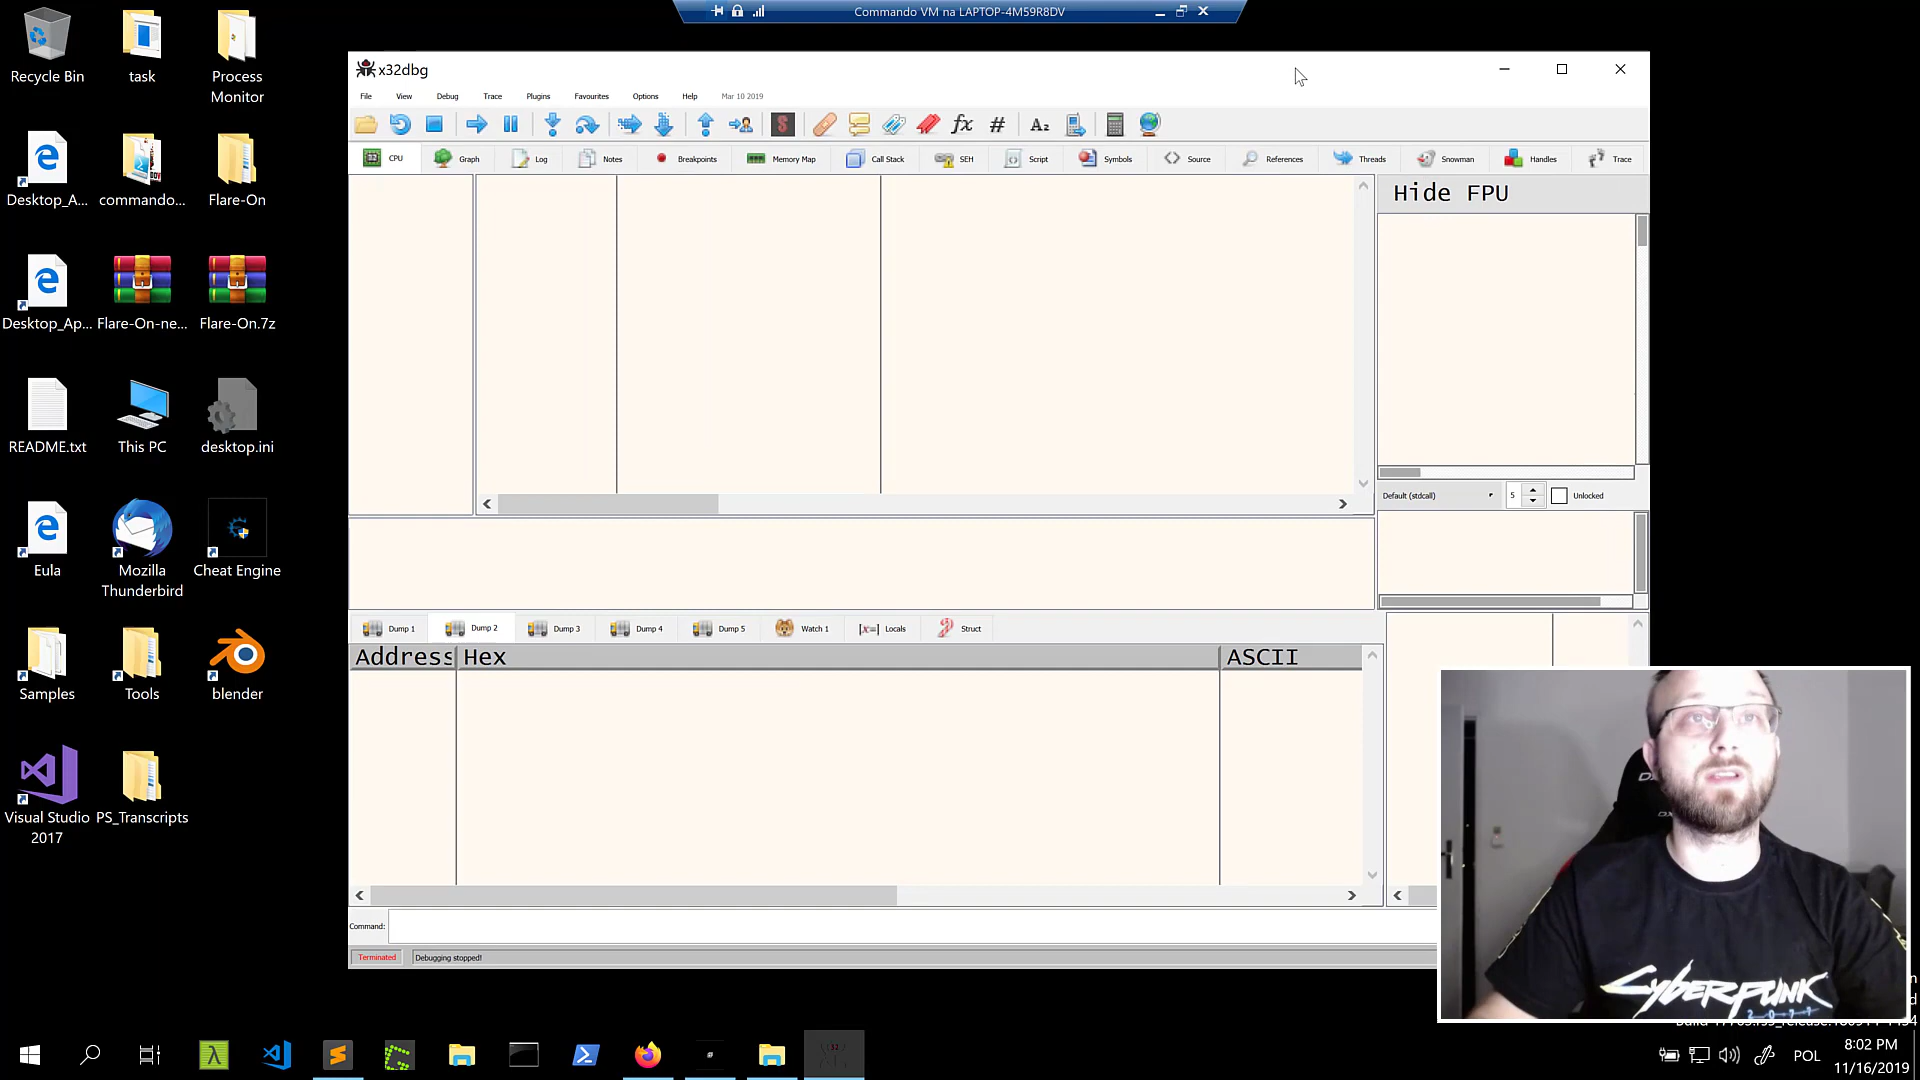 Commando VM na LAPTOP-4M59R8DV
Recycle Bin
task
Process
Monitor
Desktop_A...
commando...
Flare-On
Desktop_Ap...
Flare-On-ne...
Flare-On.7z
README.txt
This PC
desktop.ini
Eula
Mozilla
Thunderbird
Cheat Engine
Samples
Tools
blender
Visual Studio
2017
PS_Transcripts
x32dbg
File View Debug Trace Plugins Favourites Options Help Mar 10 2019
CPU Graph Log Notes Breakpoints Memory Map Call Stack SEH Script Symbols Source References Threads Snowman Handles Trace
Hide FPU
Default (stdcall) 5 Unlocked
Dump 1 Dump 2 Dump 3 Dump 4 Dump 5 Watch 1 Locals Struct
Address Hex ASCII
Command:
Terminated Debugging stopped!
CYBERPUNK
2077
POL
8:02 PM
11/16/2019